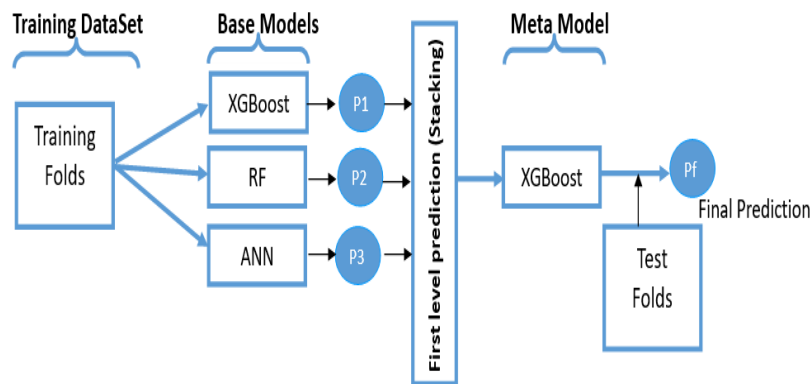 Training DataSet
Base Models
Meta Model
Training
Folds
XGBoost
P1
RF
P2
ANN
P3
First level prediction (Stacking)
XGBoost
Pf
Final Prediction
Test
Folds